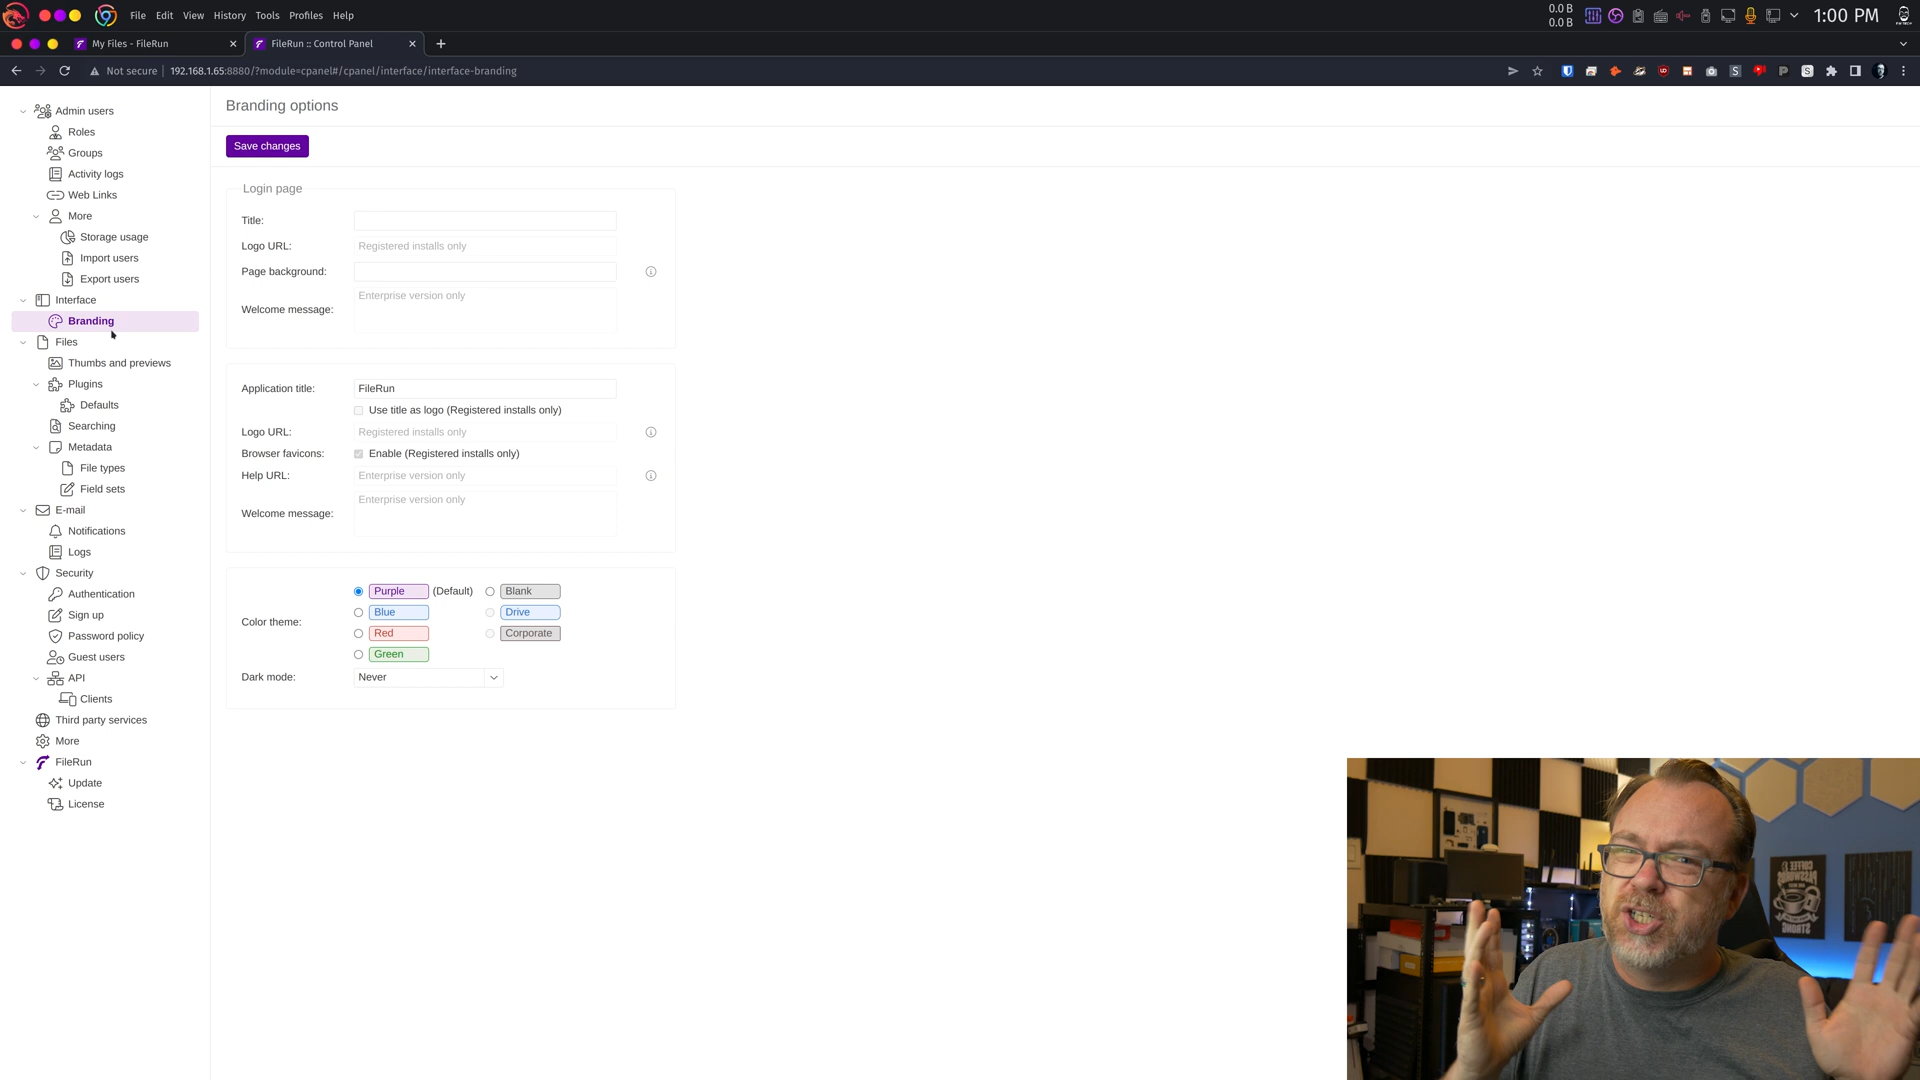 File Edit View History Tools Profiles Help
0.0 B
0.0 B
1:00 PM
My Files - FileRun
FileRun :: Control Panel
Not secure
192.168.1.65:8880/?module=cpanel#/cpanel/interface/interface-branding
Admin users
Roles
Groups
Activity logs
Web Links
More
Storage usage
Import users
Export users
Interface
Branding
Files
Thumbs and previews
Plugins
Defaults
Searching
Metadata
File types
Field sets
E-mail
Notifications
Logs
Security
Authentication
Sign up
Password policy
Guest users
API
Clients
Third party services
More
FileRun
Update
License
Branding options
Save changes
Login page
Title:
Logo URL: Registered installs only
Page background:
Welcome message: Enterprise version only
Application title: FileRun
Use title as logo (Registered installs only)
Logo URL: Registered installs only
Browser favicons: Enable (Registered installs only)
Help URL: Enterprise version only
Welcome message: Enterprise version only
Color theme:
Purple (Default) Blank
Blue Drive
Red Corporate
Green
Dark mode: Never
COFFEE &
PASSWORDS
STRONG